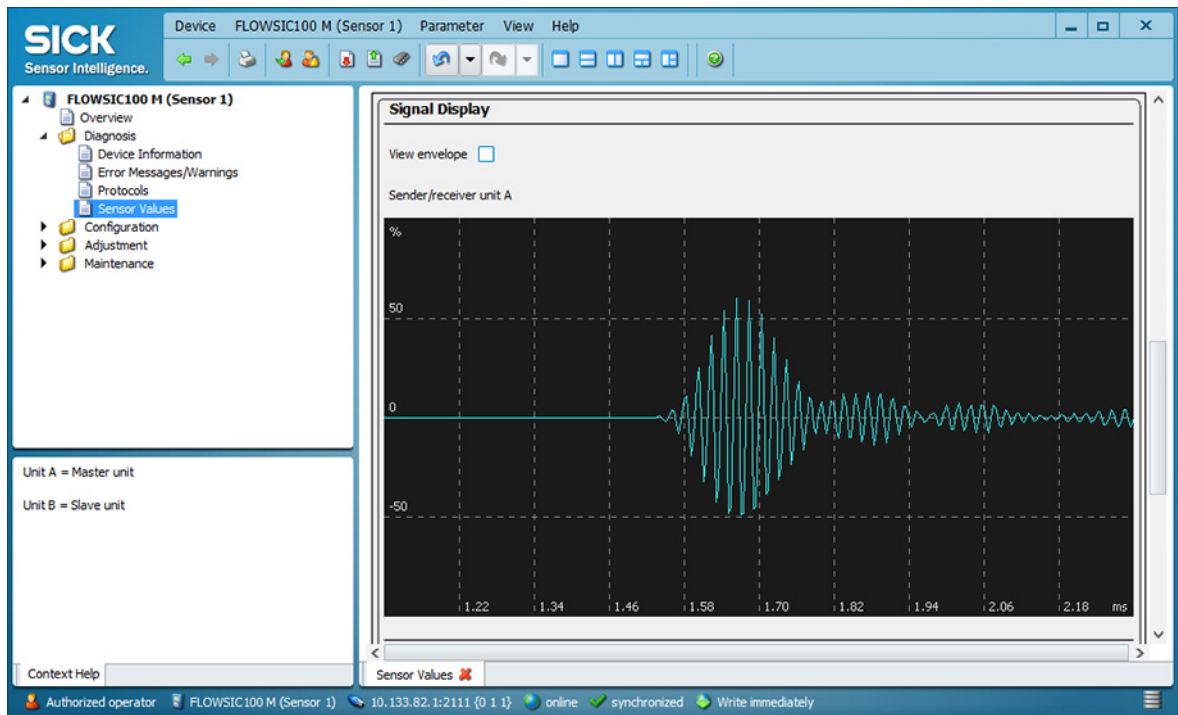 SICK
Sensor Intelligence.
Device FLOWSIC100 M (Sensor 1) Parameter View Help
FLOWSIC100 M (Sensor 1)
Overview
Diagnosis
Device Information
Error Messages/Warnings
Protocols
Sensor Values
Configuration
Adjustment
Maintenance
Unit A = Master unit
Unit B = Slave unit
Context Help
Signal Display
View envelope
Sender/receiver unit A
%
50
0
-50
1.22 1.34 1.46 1.58 1.70 1.82 1.94 2.06 2.18 ms
Sensor Values
Authorized operator FLOWSIC100 M (Sensor 1) 10.133.82.1:2111 {0 1 1} online synchronized Write immediately